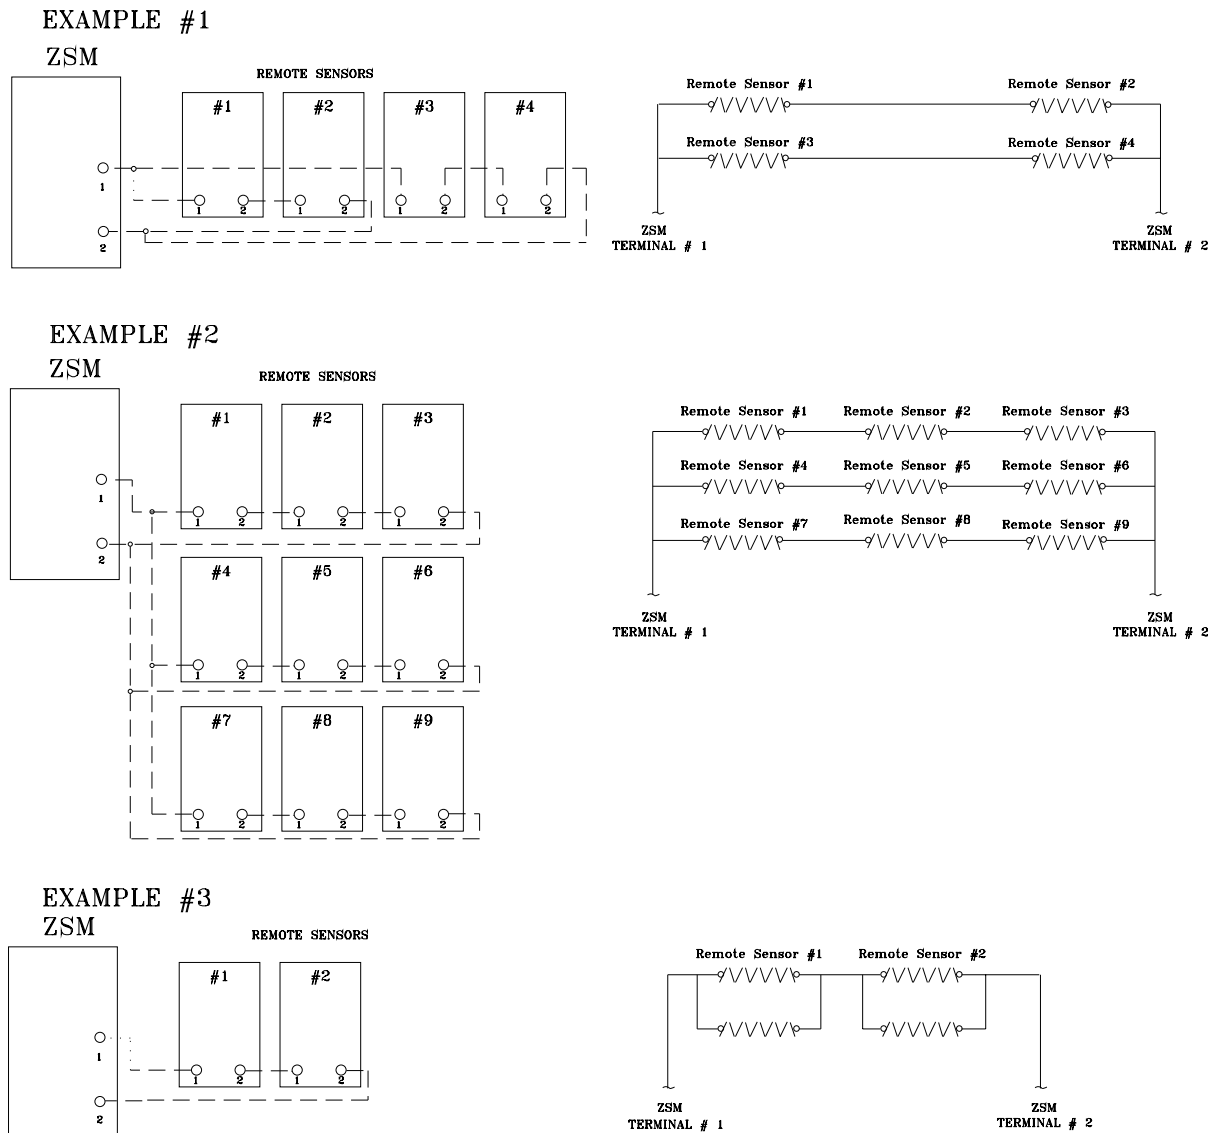 EXAMPLE #1
ZSM
REMOTE SENSORS
#1 #2 #3 #4
1
1 2 1 2 1 2 1 2
2
Remote Sensor #1 Remote Sensor #2
Remote Sensor #3 Remote Sensor #4
ZSM ZSM
TERMINAL # 1 TERMINAL # 2
EXAMPLE #2
ZSM
REMOTE SENSORS
#1 #2 #3
1
1 2 1 2 1 2
2
#4 #5 #6
1 2 1 2 1 2
#7 #8 #9
1 2 1 2 1 2
Remote Sensor #1 Remote Sensor #2 Remote Sensor #3
Remote Sensor #4 Remote Sensor #5 Remote Sensor #6
Remote Sensor #7 Remote Sensor #8 Remote Sensor #9
ZSM ZSM
TERMINAL # 1 TERMINAL # 2
EXAMPLE #3
ZSM
REMOTE SENSORS
#1 #2
1
1 2 1 2
2
Remote Sensor #1 Remote Sensor #2
ZSM ZSM
TERMINAL # 1 TERMINAL # 2